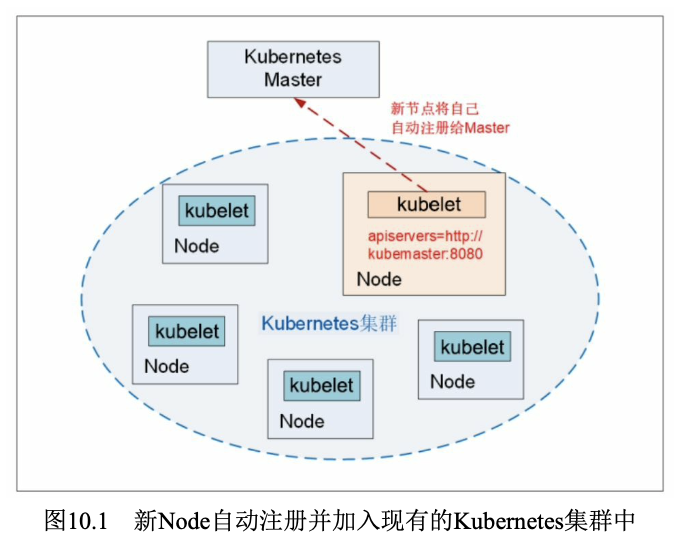 Kubernetes
Master
新节点将自己
自动注册给Master
kubelet
Node
kubelet
apiservers=http://
kubemaster:8080
Node
Kubernetes集群
kubelet
Node
kubelet
Node
kubelet
Node
图10.1 新Node自动注册并加入现有的Kubernetes集群中